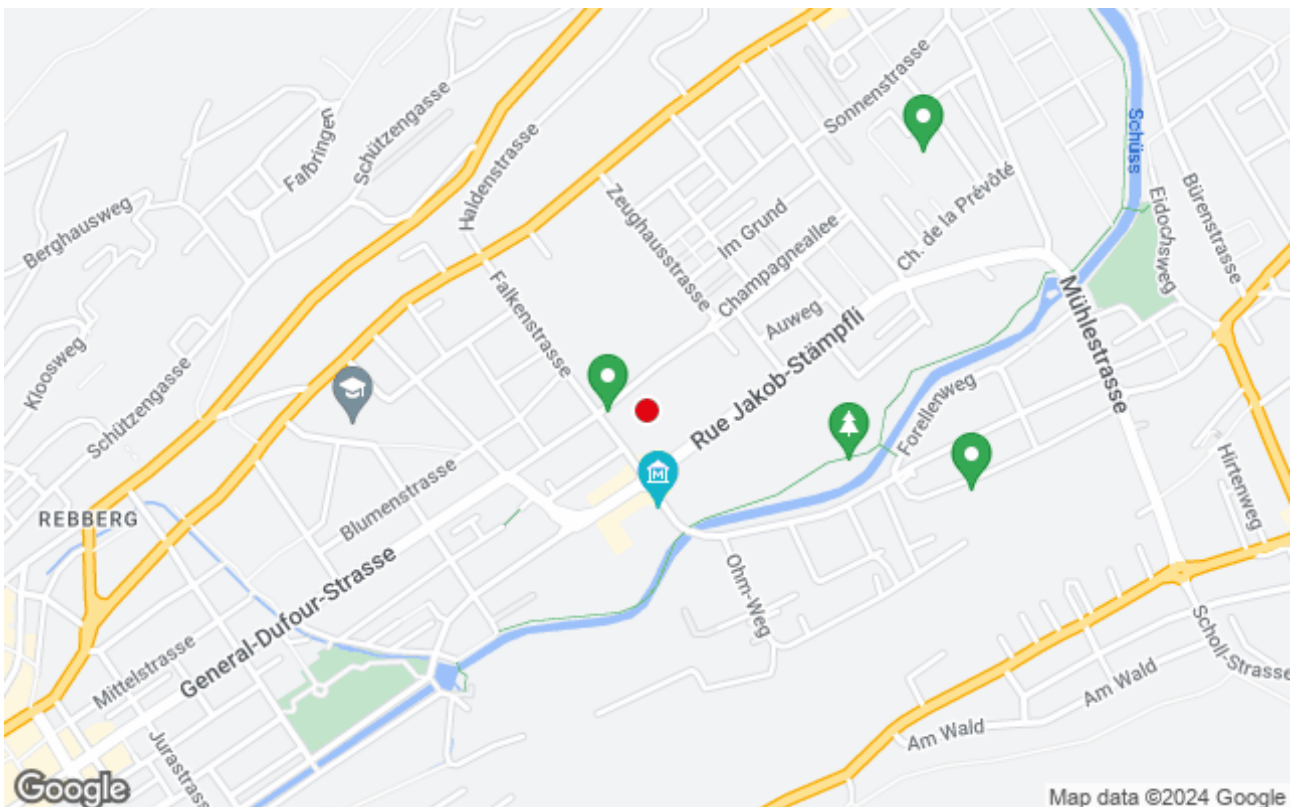 Schützengasse
Falbringen
Haldenstrasse
Sonnenstrasse
Schüss
Berghausweg
Eidochsweg
Bürenstrasse
Zeughausstrasse
Im Grund
Ch. de la Prévôté
Champagneallee
Falkenstrasse
Auweg
Mühlestrasse
Kloosweg
Schützengasse
Rue Jakob-Stämpfli
Forellenweg
Hirtenweg
Blumenstrasse
REBBERG
General-Dufour-Strasse
Ohm-Weg
Mittelstrasse
Scholl-Strasse
Am Wald
Am Wald
Jurastrasse
M
Google
Map data ©2024 Google